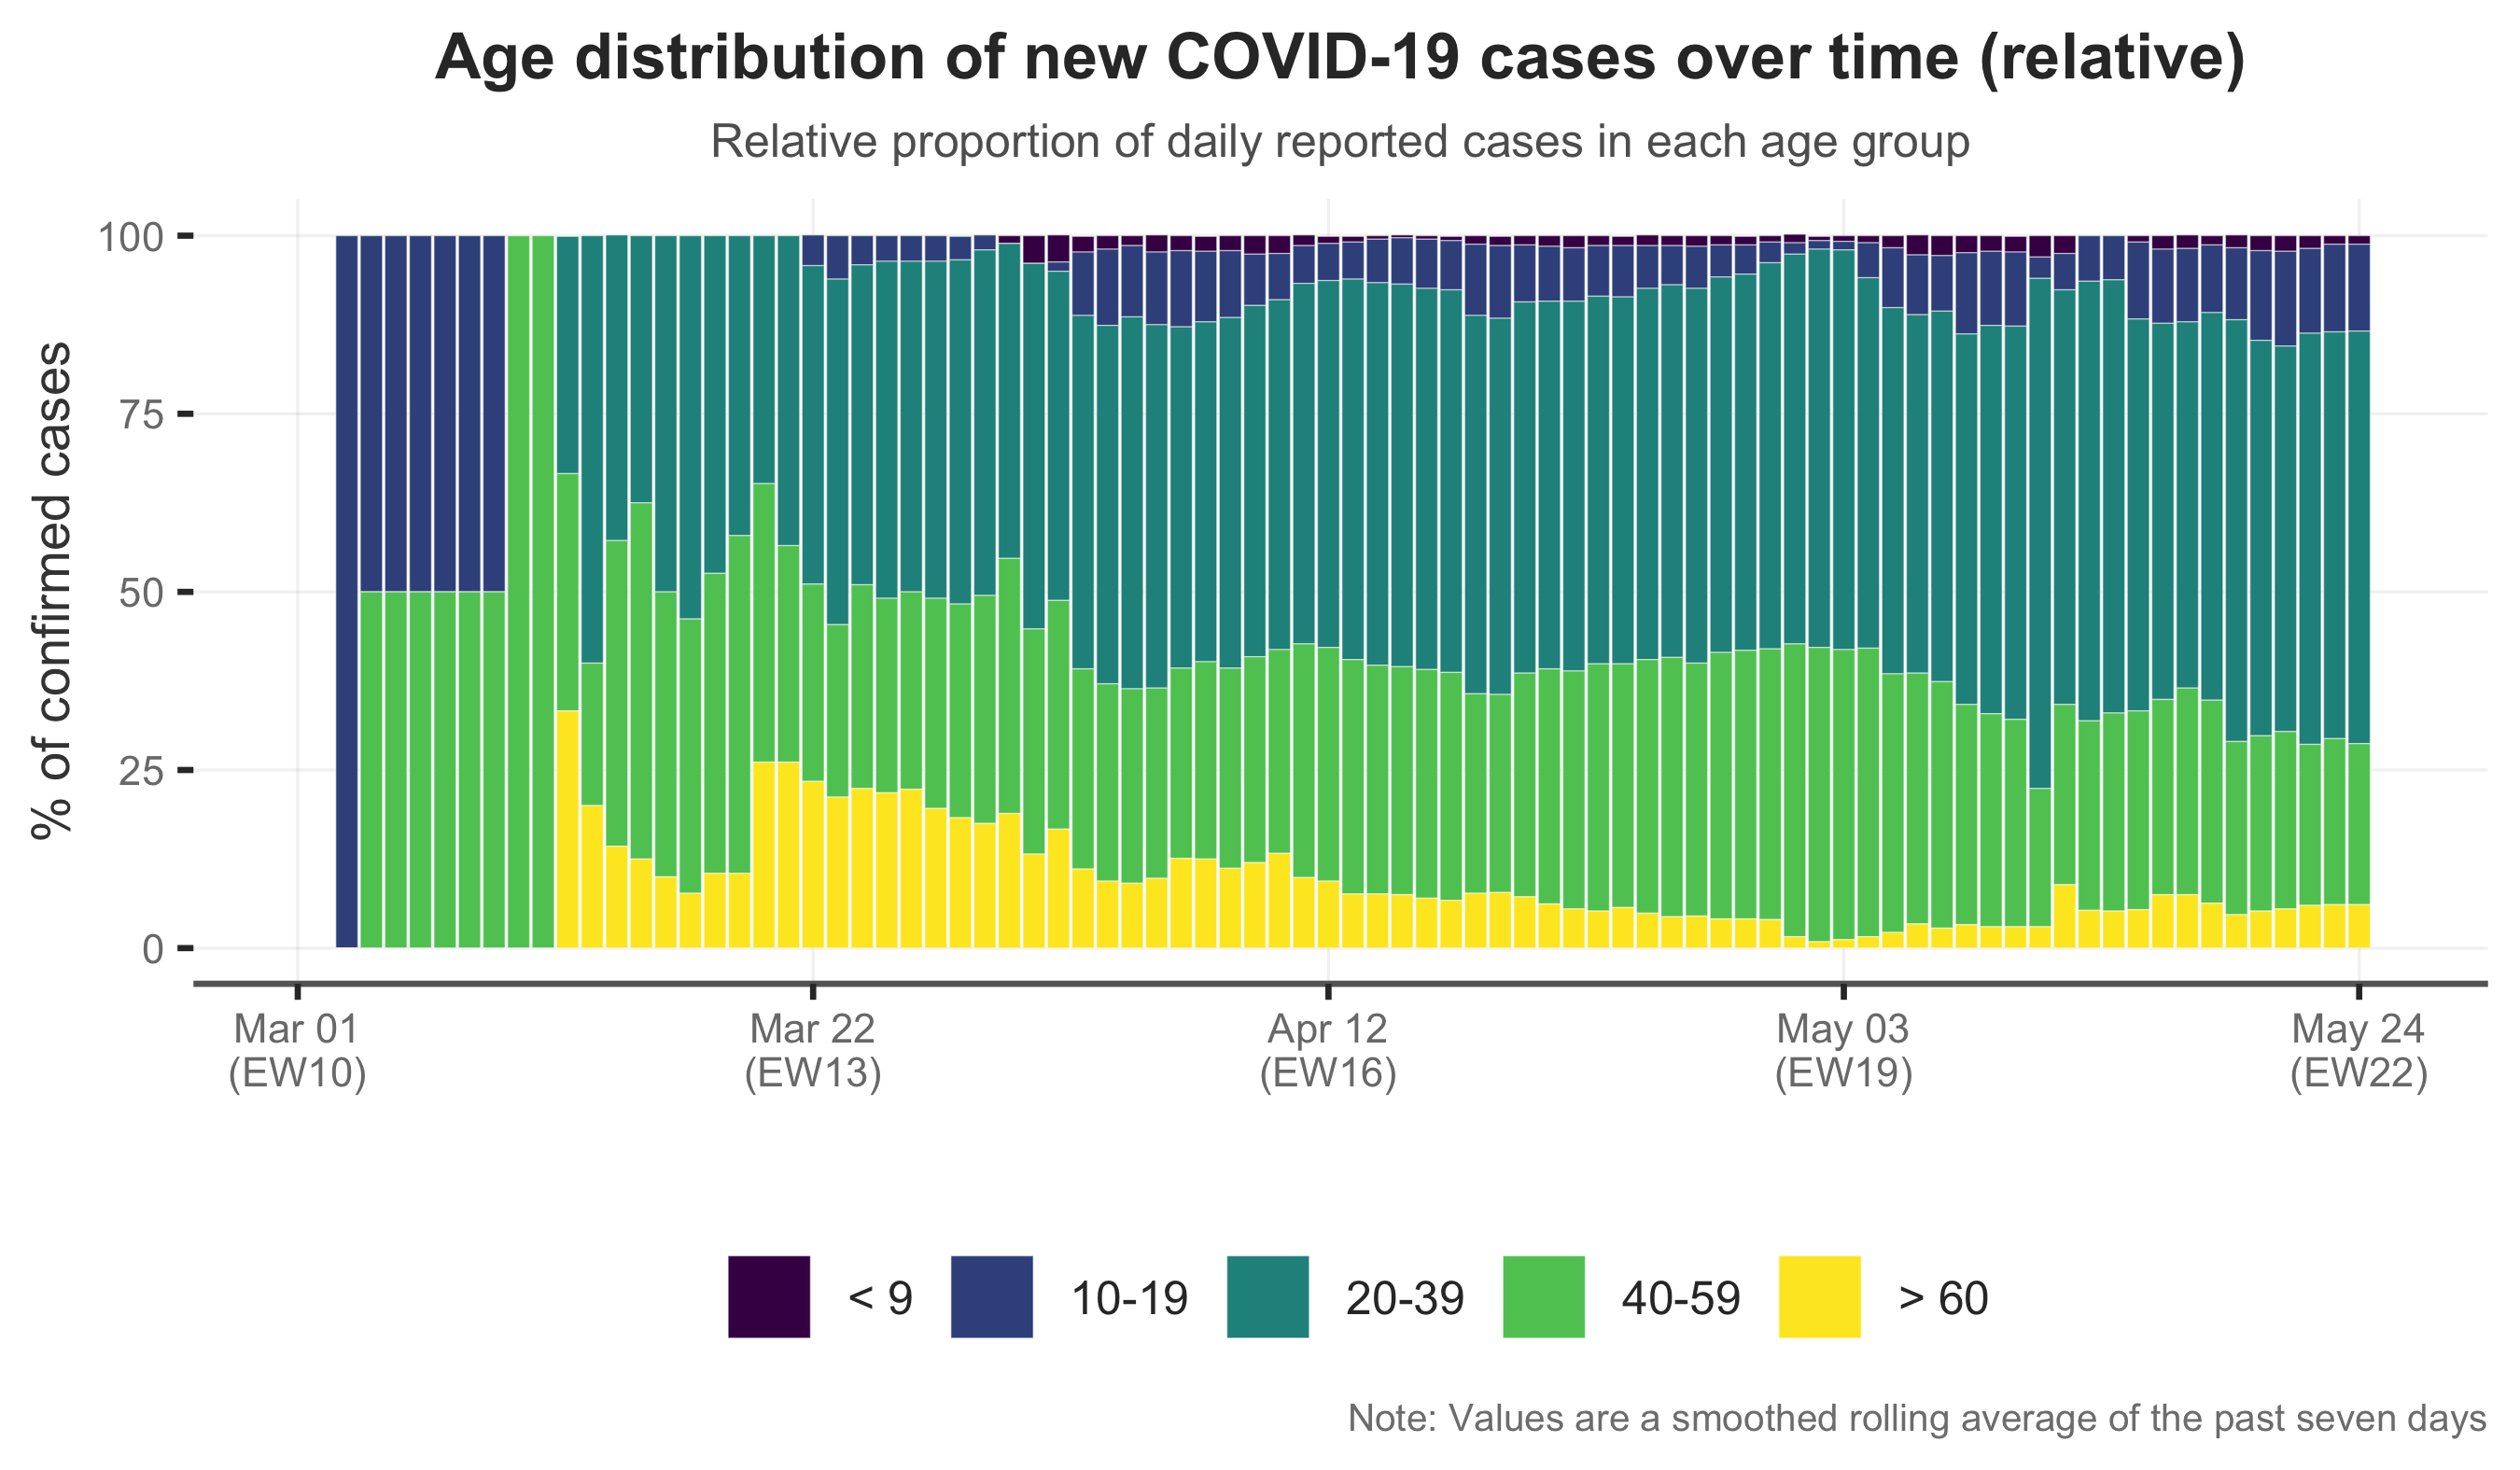 Age distribution of new COVID-19 cases over time (relative)
Relative proportion of daily reported cases in each age group
% of confirmed cases
100
75
50
25
0
Mar 01 Mar 22 Apr 12 May 03 May 24
(EW10) (EW13) (EW16) (EW19) (EW22)
< 9 10-19 20-39 40-59 > 60
Note: Values are a smoothed rolling average of the past seven days